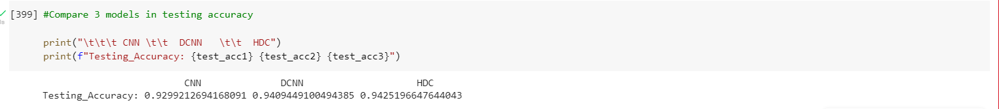 [399] #Compare 3 models in testing accuracy
print("\t\t\t CNN \t\t  DCNN   \t\t  HDC")
print(f"Testing_Accuracy: {test_acc1} {test_acc2} {test_acc3}")
CNN DCNN HDC
Testing_Accuracy: 0.9299212694168091 0.9409449100494385 0.9425196647644043